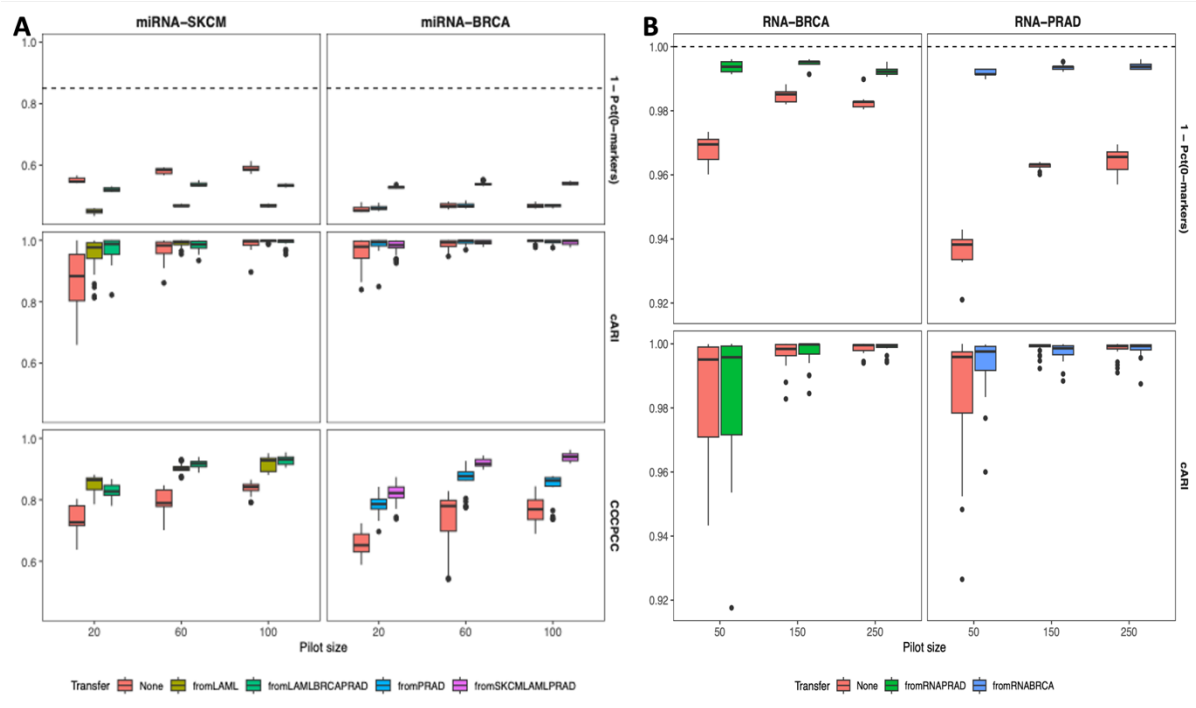 A
miRNA−SKCM
miRNA−BRCA
1.0
0.8
0.6
1 − Pct(0−markers)
1.0
0.8
0.6
cARI
1.0
0.8
0.6
CCCPCC
20
60
100
20
60
100
Pilot size
Transfer None fromLAML fromLAMLBRCAPRAD fromPRAD fromSKCMLAMLPRAD
B
RNA−BRCA
RNA−PRAD
1.00
0.98
0.96
0.94
0.92
1 − Pct(0−markers)
1.00
0.98
0.96
0.94
0.92
cARI
50
150
250
50
150
250
Pilot size
Transfer None fromRNAPRAD fromRNABRCA